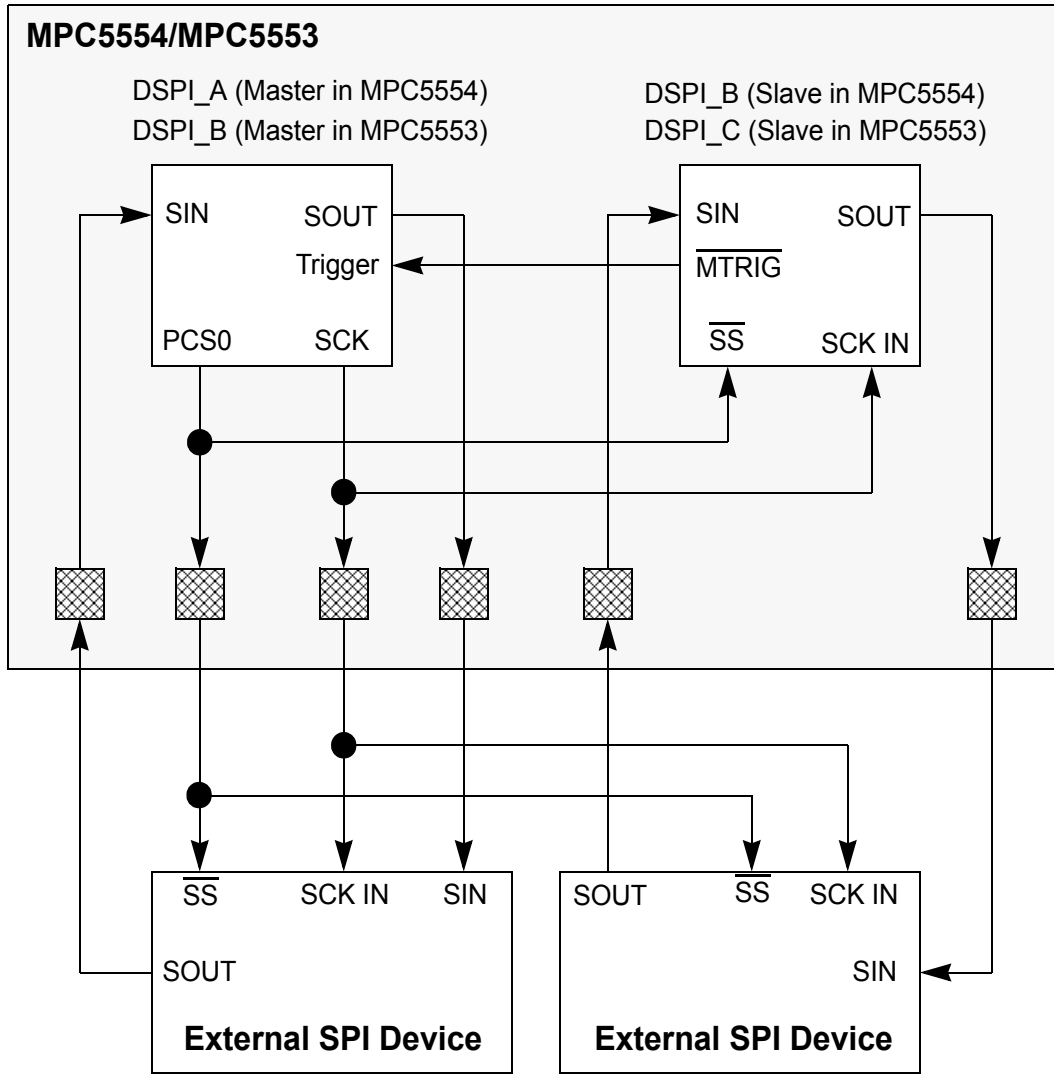 MPC5554/MPC5553
DSPI_A (Master in MPC5554)
DSPI_B (Master in MPC5553)
DSPI_B (Slave in MPC5554)
DSPI_C (Slave in MPC5553)
SIN
SOUT
Trigger
PCS0
SCK
SIN
SOUT
MTRIG
SS
SCK IN
SS
SCK IN
SIN
SOUT
External SPI Device
SOUT
SS
SCK IN
SIN
External SPI Device